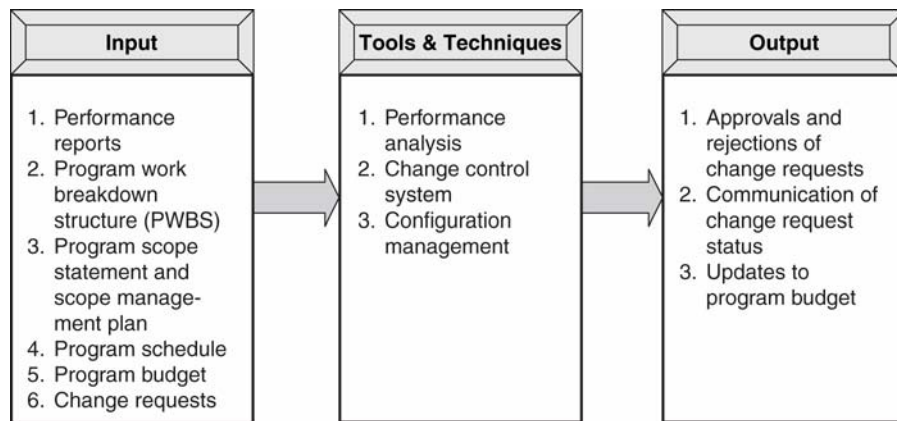 Input
1. Performance
reports
2. Program work
breakdown
structure (PWBS)
3. Program scope
statement and
scope manage-
ment plan
4. Program schedule
5. Program budget
6. Change requests
Tools & Techniques
1. Performance
analysis
2. Change control
system
3. Configuration
management
Output
1. Approvals and
rejections of
change requests
2. Communication of
change request
status
3. Updates to
program budget